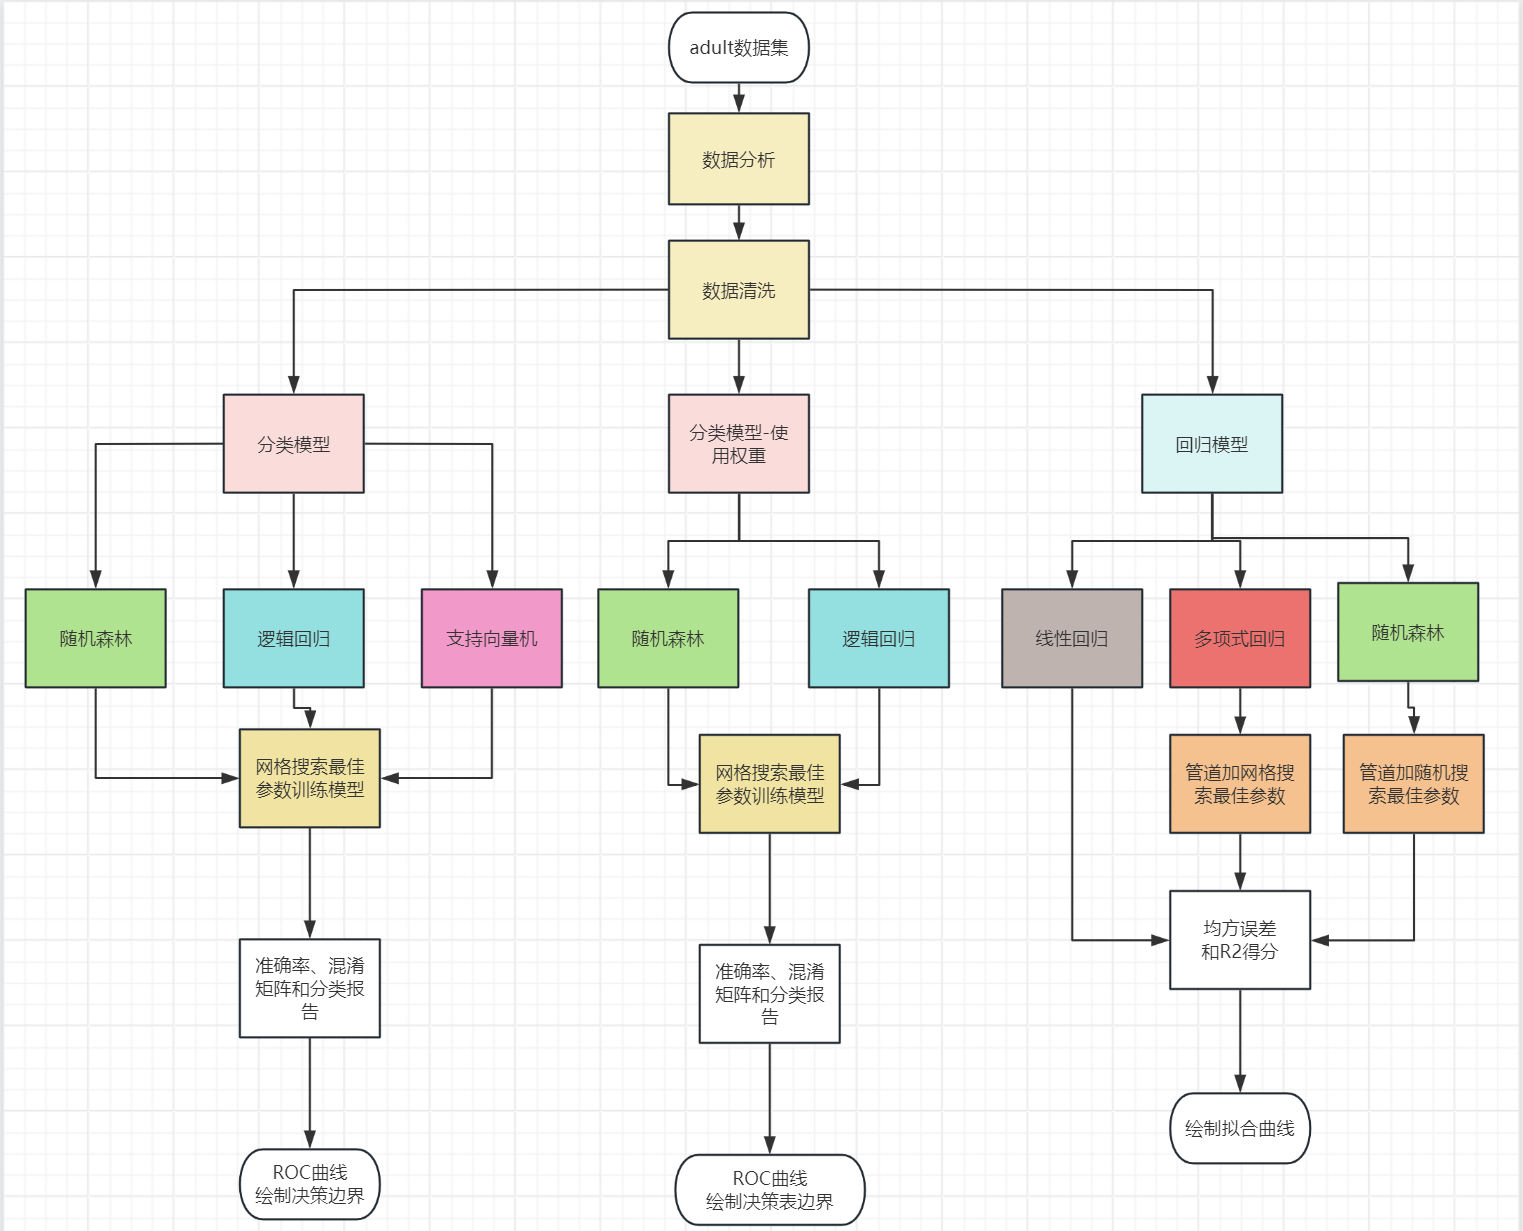 adult数据集
数据分析
数据清洗
分类模型
分类模型-使
用权重
回归模型
随机森林
逻辑回归
支持向量机
随机森林
逻辑回归
线性回归
多项式回归
随机森林
网格搜索最佳
参数训练模型
网格搜索最佳
参数训练模型
管道加网格搜
索最佳参数
管道加随机搜
索最佳参数
准确率、混淆
矩阵和分类报
告
准确率、混淆
矩阵和分类报
告
均方误差
和R2得分
ROC曲线
绘制决策边界
ROC曲线
绘制决策表边界
绘制拟合曲线